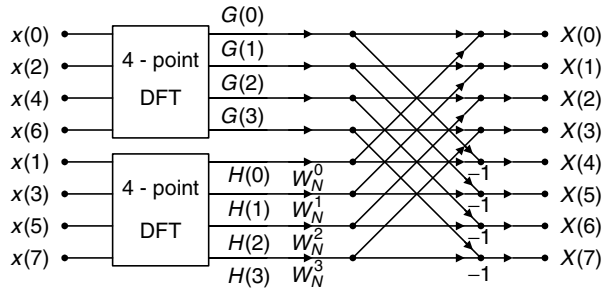 G(0)
x(0) X(0)
G(1)
x(2) 4 - point X(1)
G(2)
x(4) DFT X(2)
G(3)
x(6) X(3)
x(1) X(4)
4 - point H(0) W_N^0 −1
x(3) X(5)
H(1) W_N^1 −1
x(5) DFT X(6)
H(2) W_N^2 −1
x(7) X(7)
H(3) W_N^3 −1